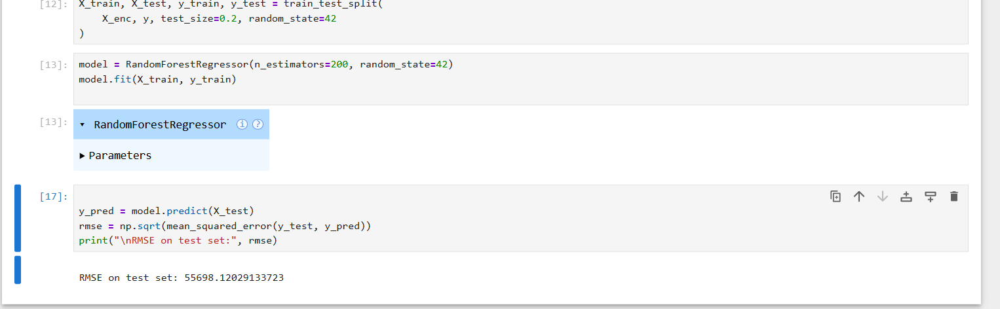 [12]: X_train, X_test, y_train, y_test = train_test_split(
    X_enc, y, test_size=0.2, random_state=42
)
[13]: model = RandomForestRegressor(n_estimators=200, random_state=42)
model.fit(X_train, y_train)
[13]: ▾ RandomForestRegressor i ?
▸ Parameters
[17]:
y_pred = model.predict(X_test)
rmse = np.sqrt(mean_squared_error(y_test, y_pred))
print("\nRMSE on test set:", rmse)
RMSE on test set: 55698.12029133723